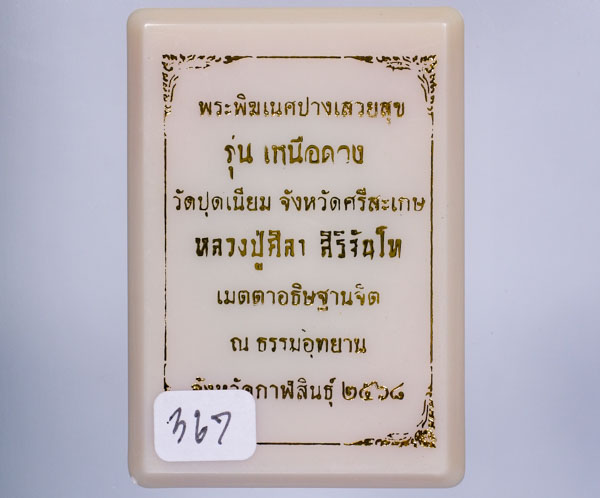 พระพิฆเนศปางเสวยสุข
รุ่น เหนือดวง
วัดปุดเนียม จังหวัดศรีสะเกษ
หลวงปู่ศิลา สิริจันโท
เมตตาอธิษฐานจิต
ณ ธรรมอุทยาน
จังหวัดกาฬสินธุ์ ๒๕๖๘
367